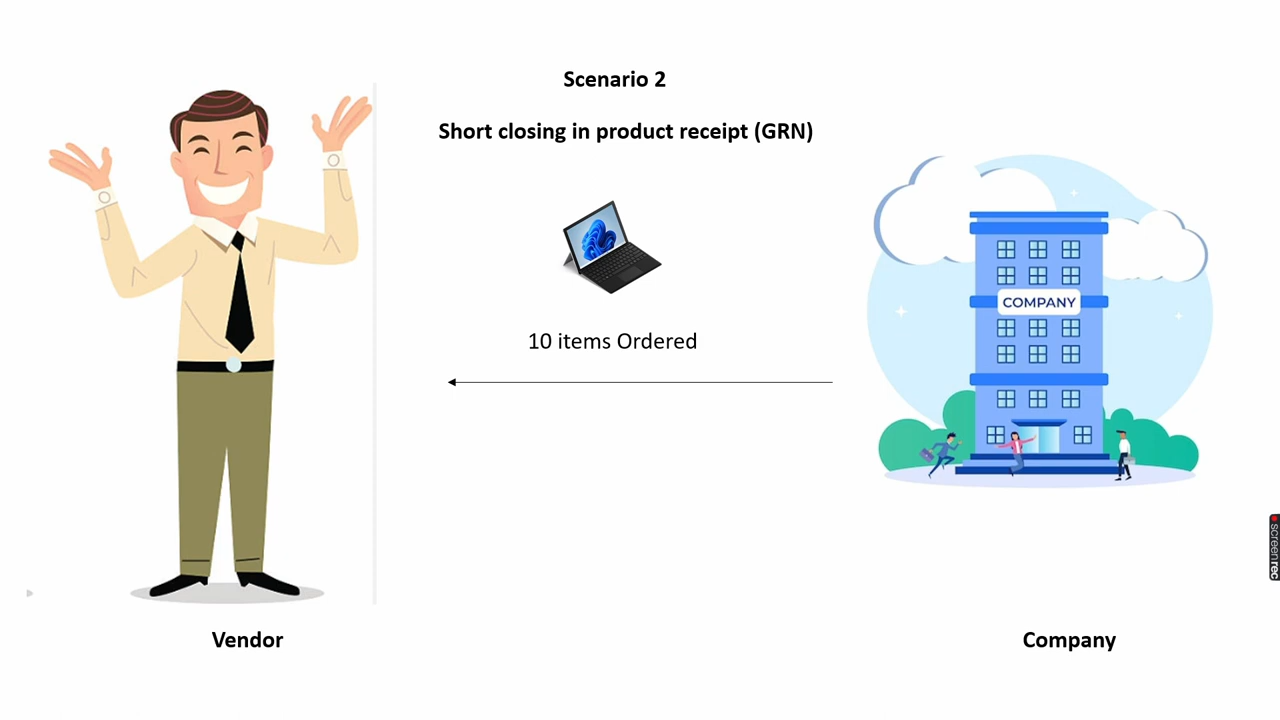 Scenario 2
Short closing in product receipt (GRN)
10 items Ordered
COMPANY
Vendor
Company
screenrec